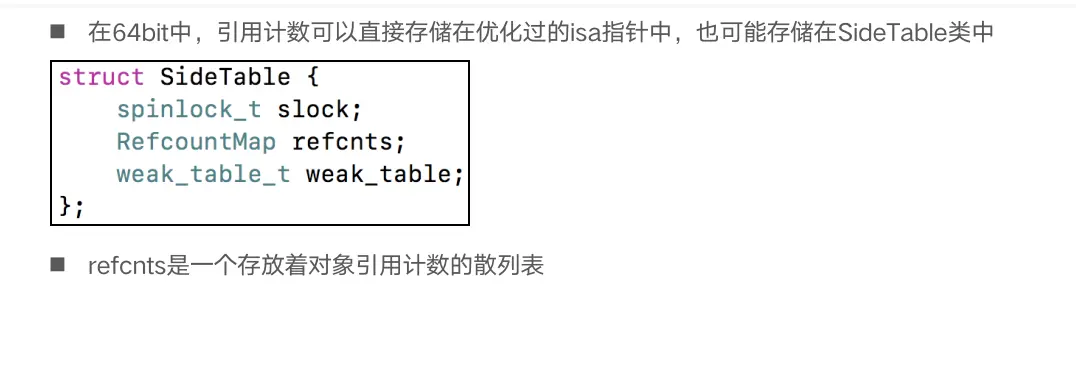 ■ 在64bit中，引用计数可以直接存储在优化过的isa指针中，也可能存储在SideTable类中
struct SideTable {
    spinlock_t slock;
    RefcountMap refcnts;
    weak_table_t weak_table;
};
■ refcnts是一个存放着对象引用计数的散列表